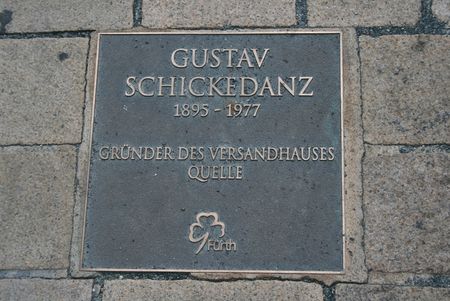 GUSTAV
SCHICKEDANZ
1895 - 1977
GRÜNDER DES VERSANDHAUSES
QUELLE
Fürth